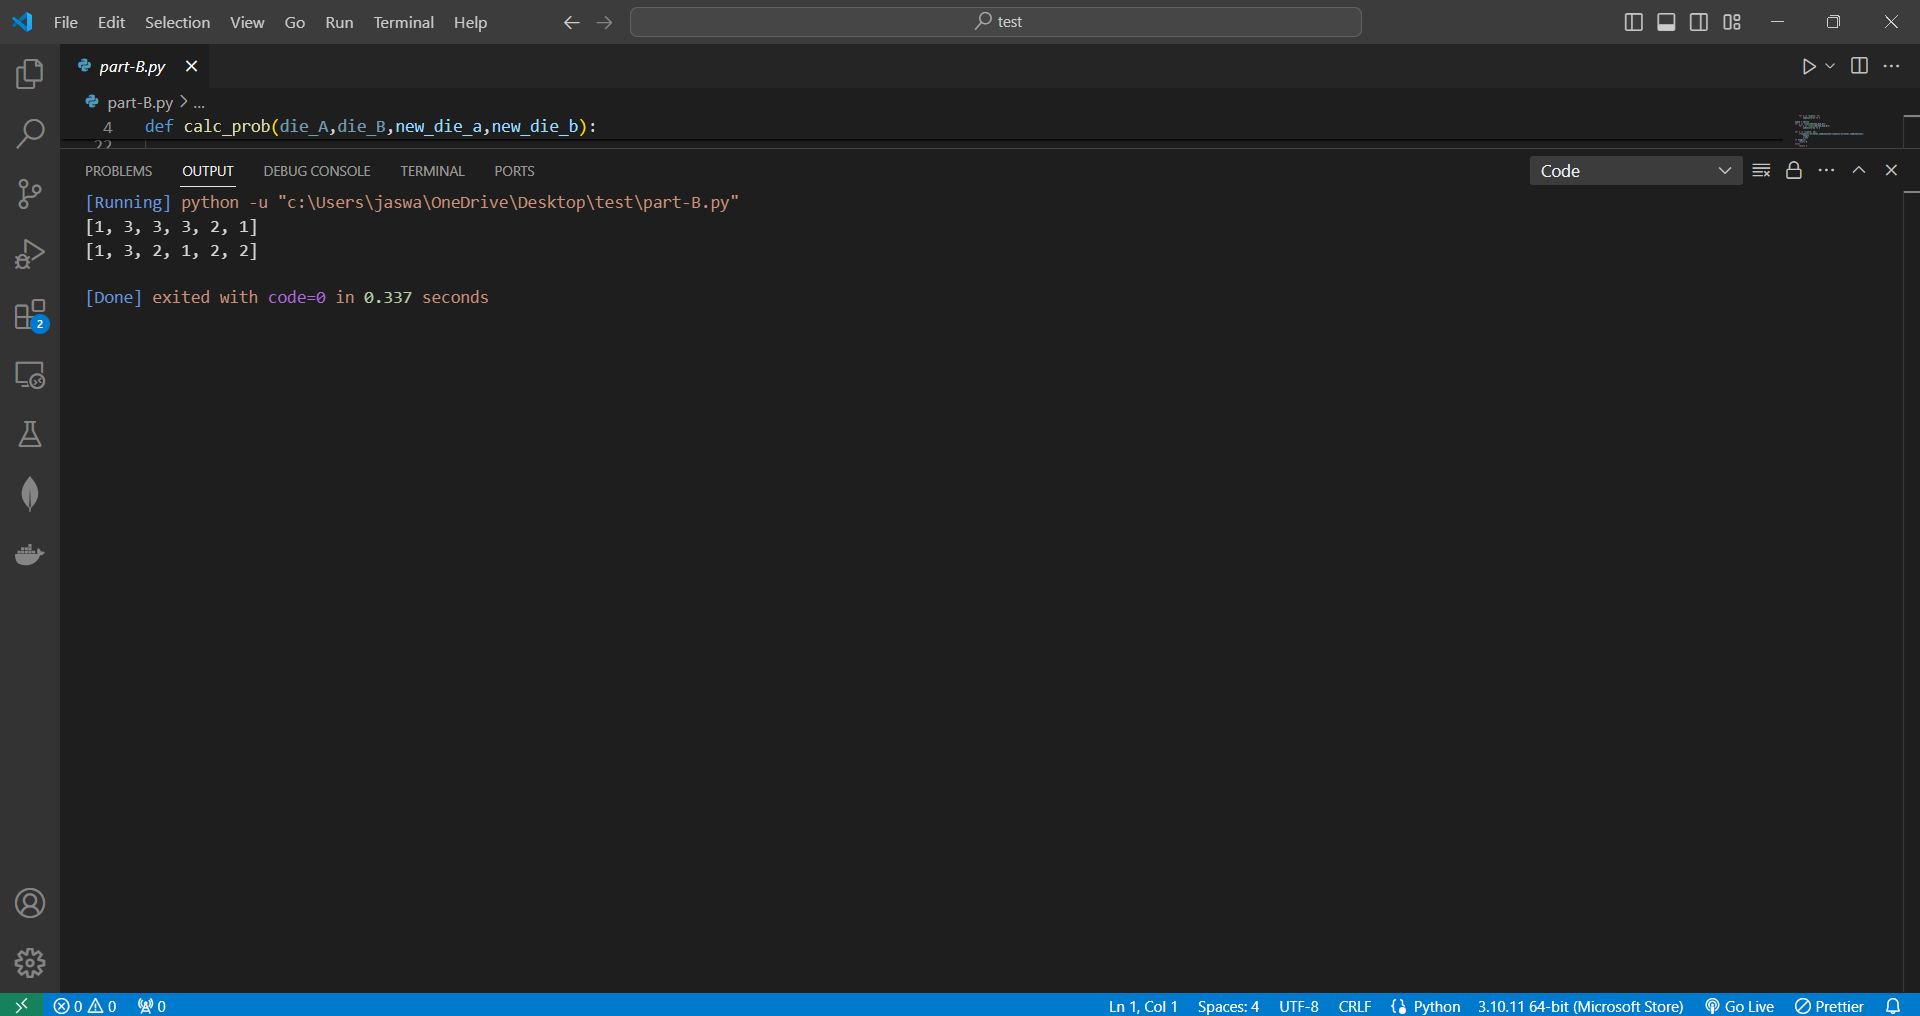 File Edit Selection View Go Run Terminal Help test
part-B.py
part-B.py > ...
4 def calc_prob(die_A,die_B,new_die_a,new_die_b):
22
PROBLEMS OUTPUT DEBUG CONSOLE TERMINAL PORTS Code
[Running] python -u "c:\Users\jaswa\OneDrive\Desktop\test\part-B.py"
[1, 3, 3, 3, 2, 1]
[1, 3, 2, 1, 2, 2]
[Done] exited with code=0 in 0.337 seconds
2
0 0 0 Ln 1, Col 1 Spaces: 4 UTF-8 CRLF Python 3.10.11 64-bit (Microsoft Store) Go Live Prettier